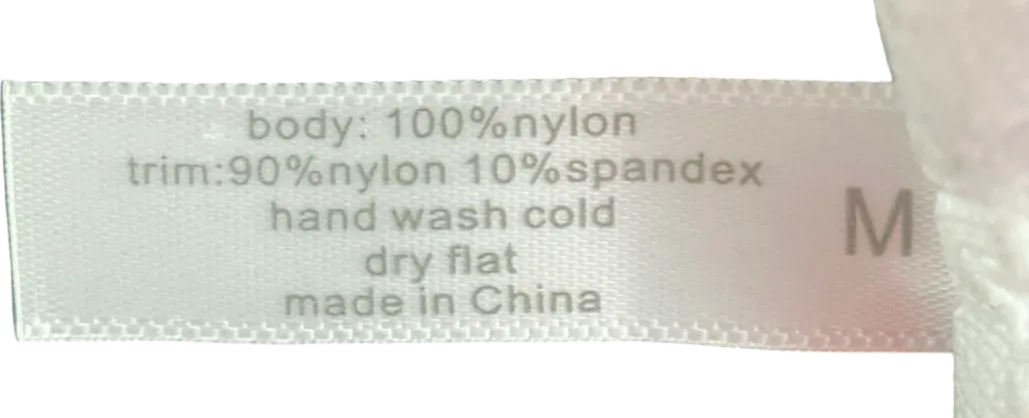 body: 100%nylon
trim:90%nylon 10%spandex
hand wash cold
dry flat
made in China
M